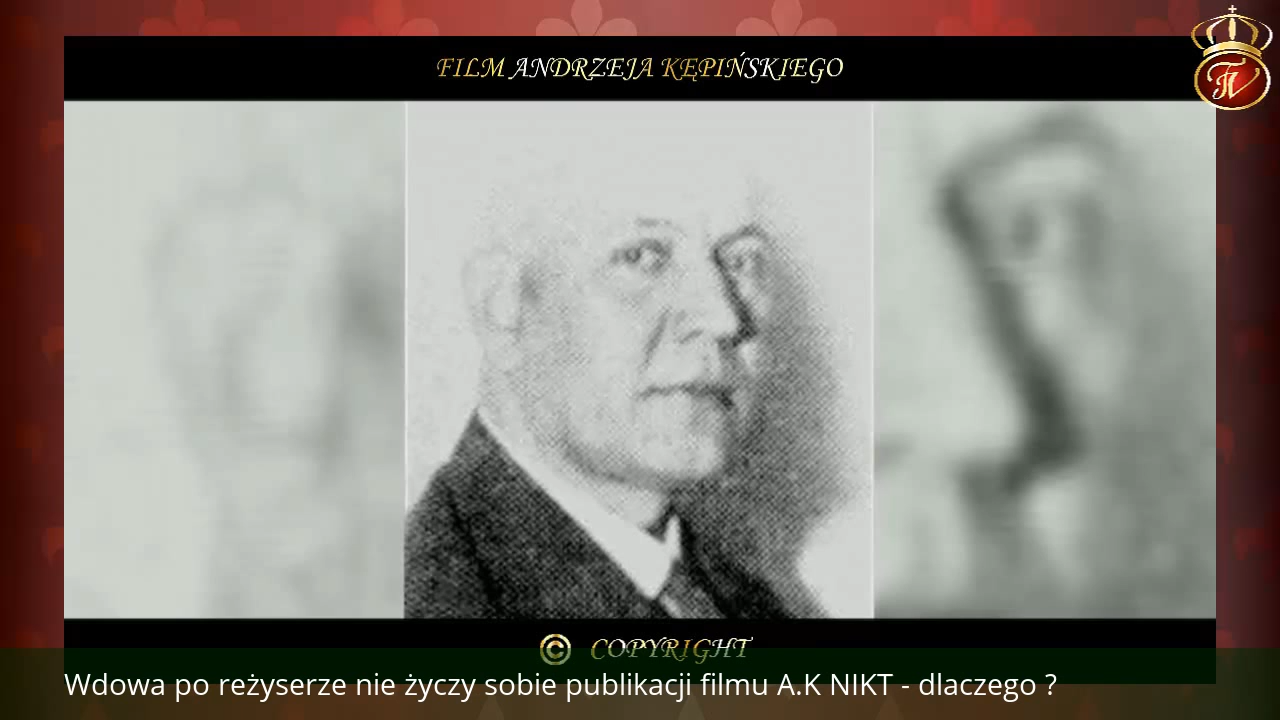 FILM ANDRZEJA KĘPIŃSKIEGO
© COPYRIGHT
Wdowa po reżyserze nie życzy sobie publikacji filmu A.K NIKT - dlaczego ?